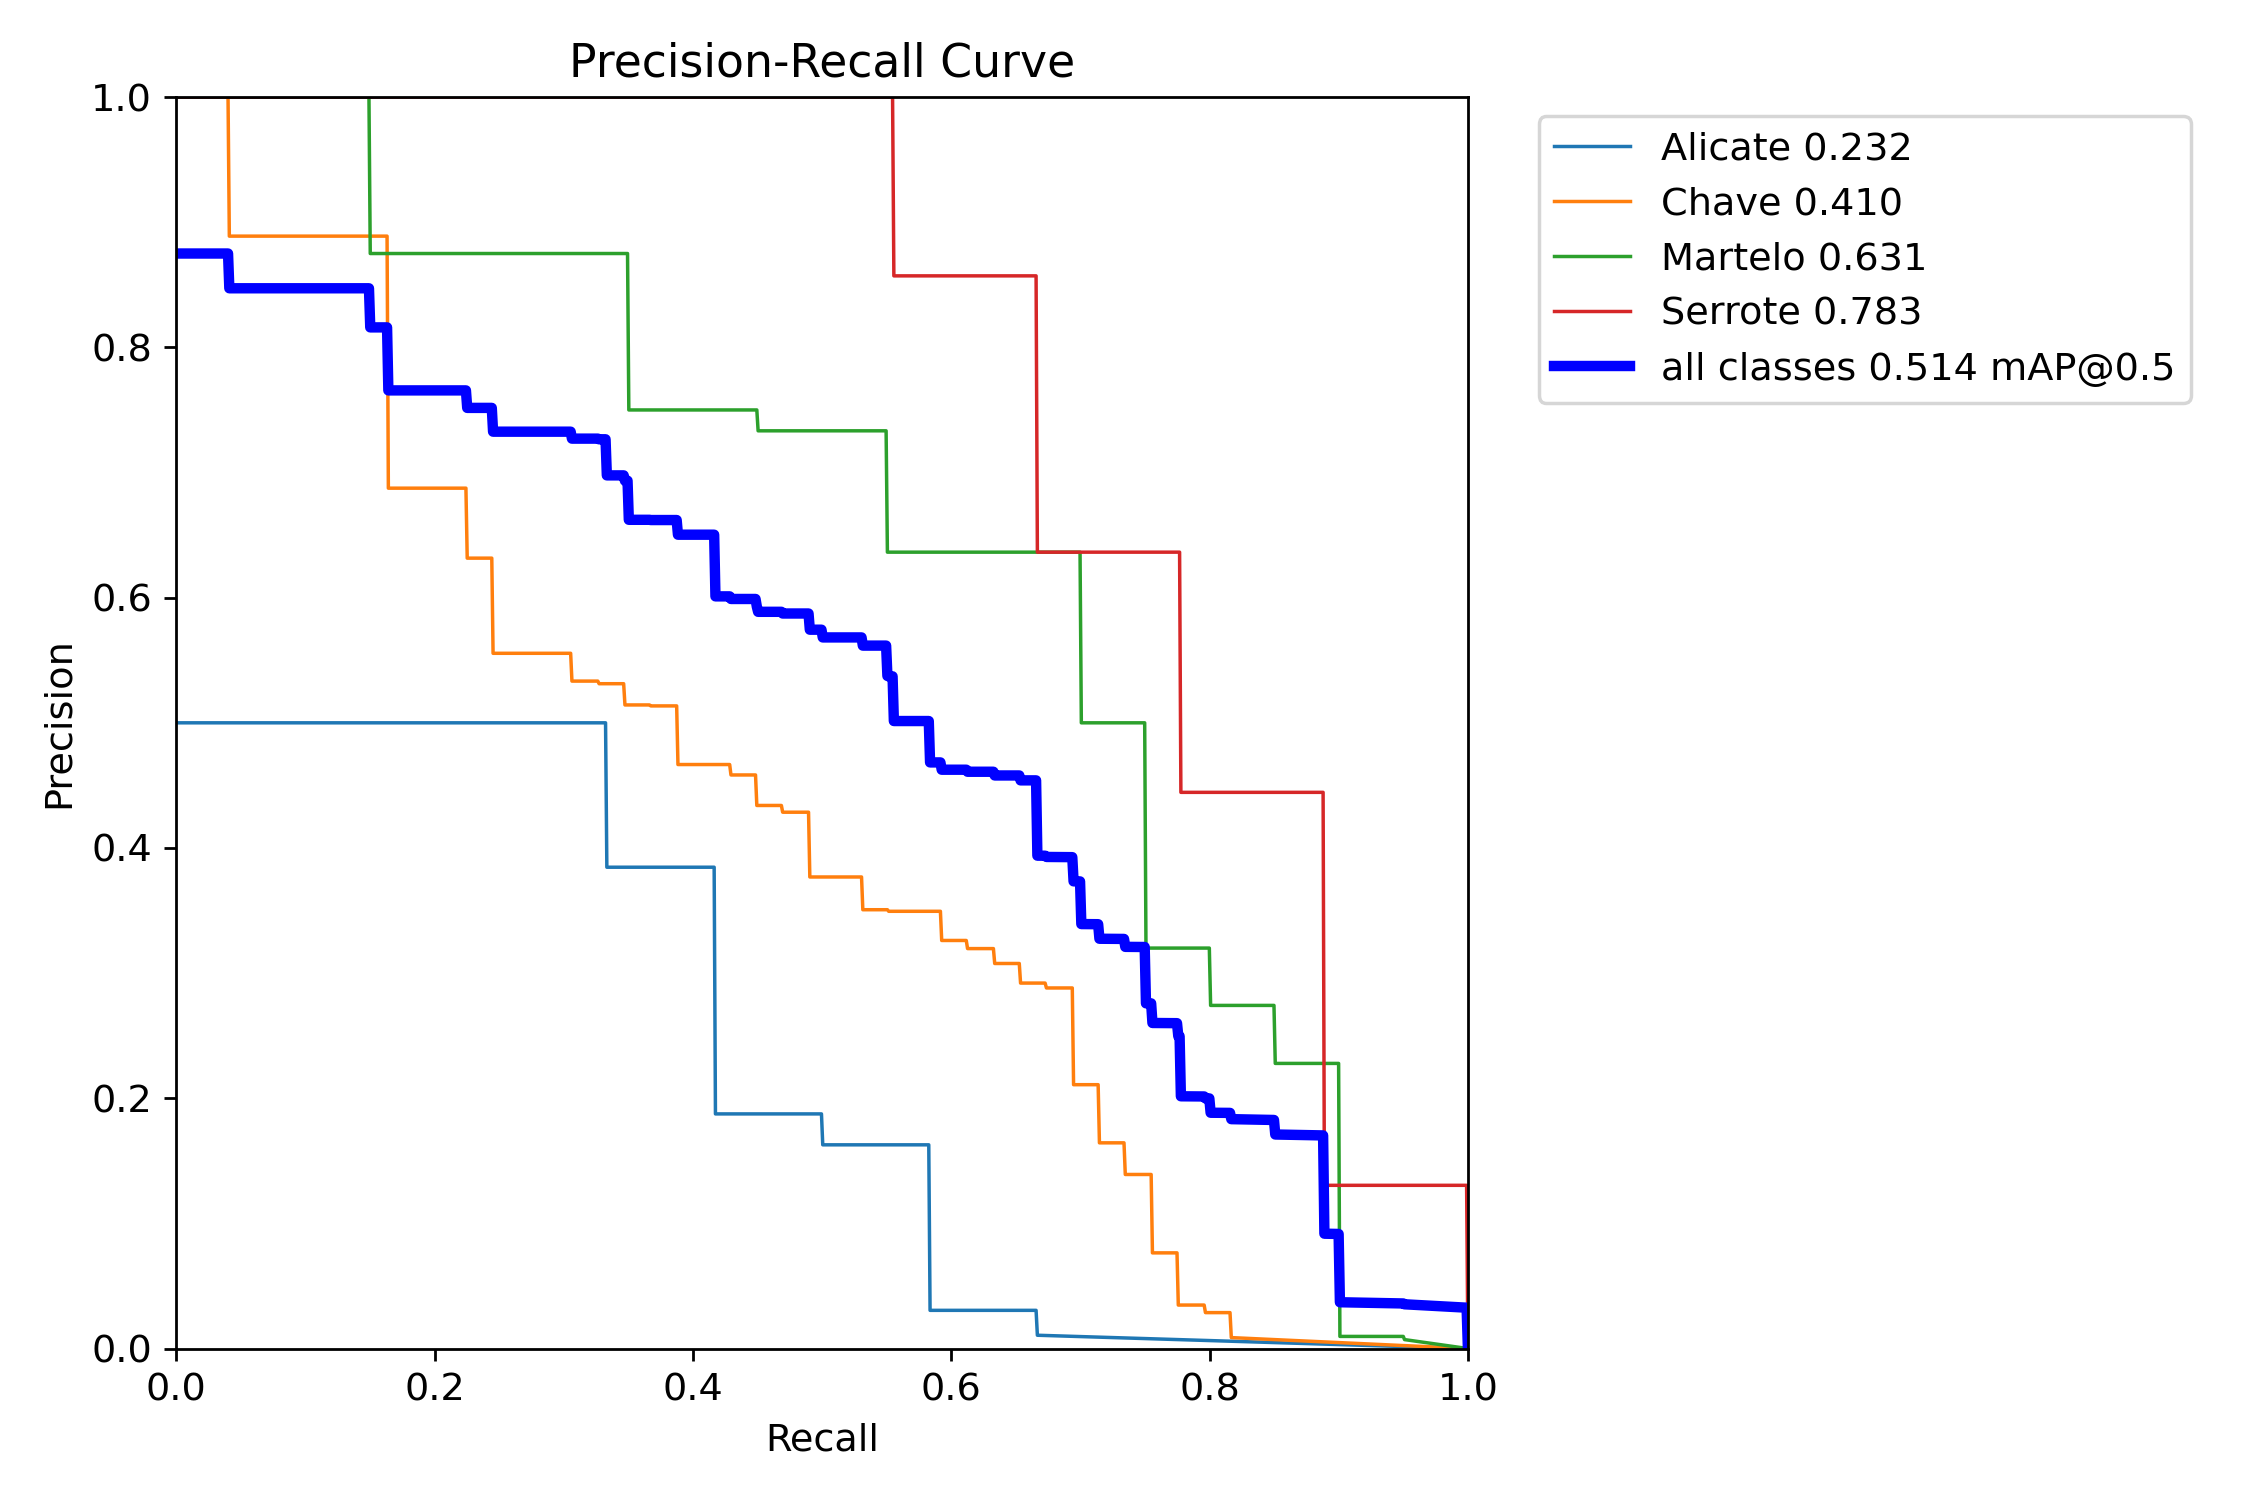 Precision-Recall Curve
1.0
0.8
0.6
0.4
0.2
0.0
Precision
0.0 0.2 0.4 0.6 0.8 1.0
Recall
Alicate 0.232
Chave 0.410
Martelo 0.631
Serrote 0.783
all classes 0.514 mAP@0.5